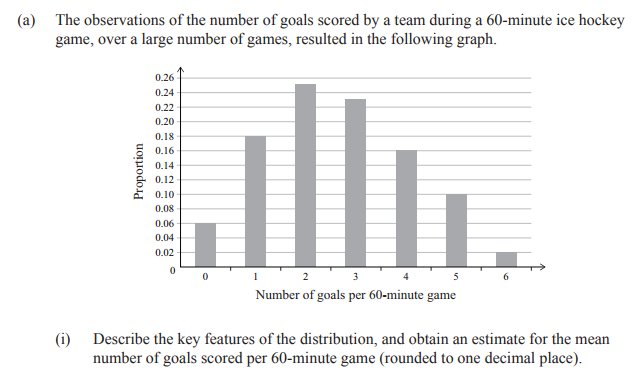 (a) The observations of the number of goals scored by a team during a 60-minute ice hockey
game, over a large number of games, resulted in the following graph.
0.26
0.24
0.22
0.20
0.18
0.16
0.14
0.12
0.10
0.08
0.06
0.04
0.02
0
Proportion
0 1 2 3 4 5 6
Number of goals per 60-minute game
(i) Describe the key features of the distribution, and obtain an estimate for the mean
number of goals scored per 60-minute game (rounded to one decimal place).